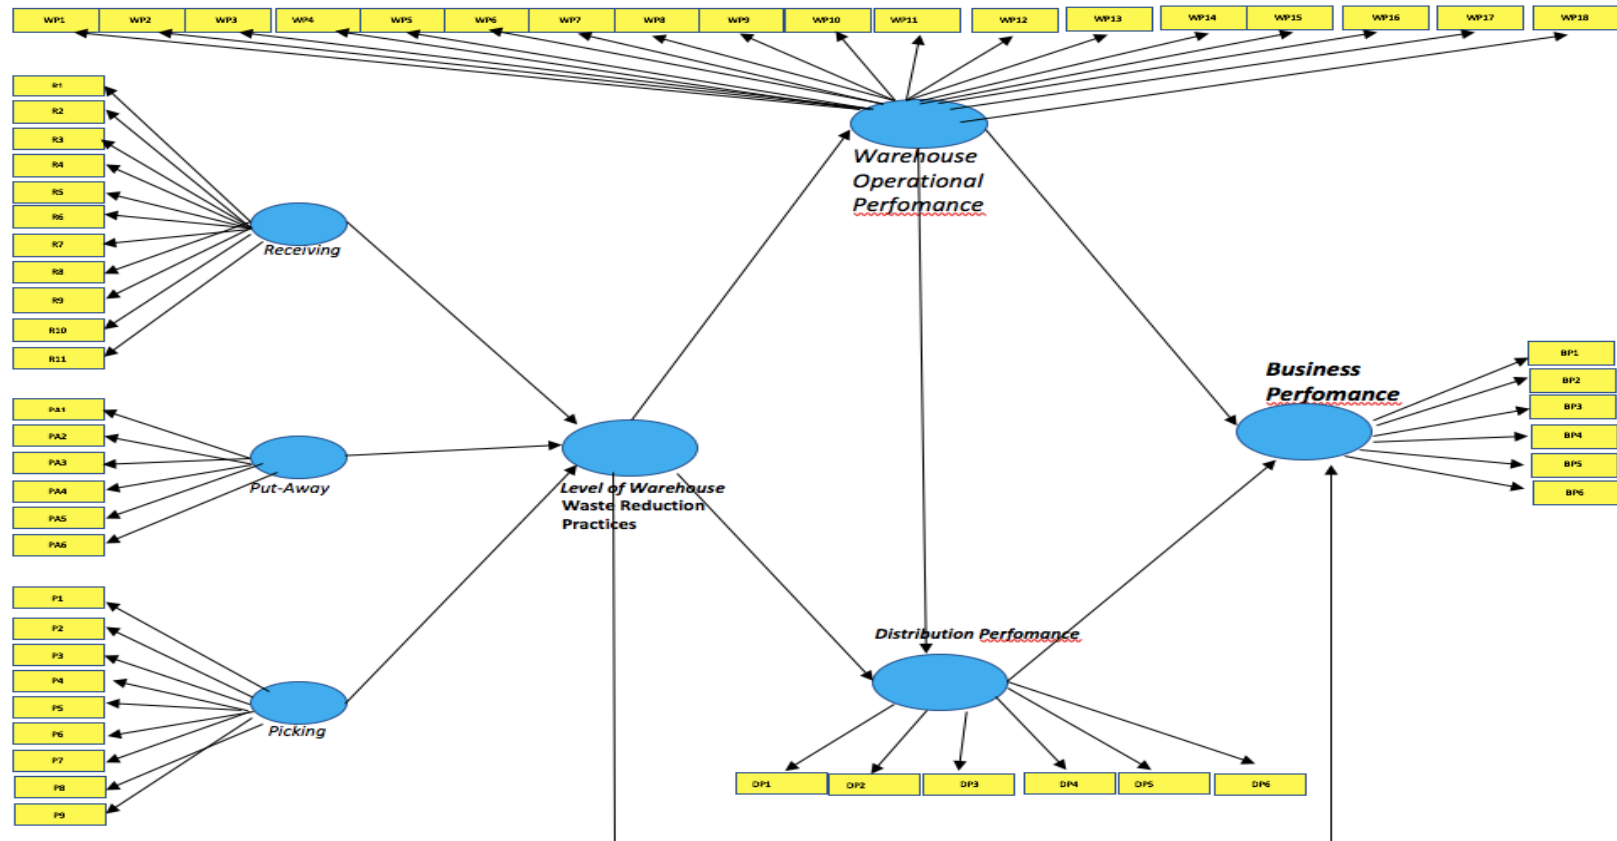 WP1 WP2 WP3 WP4 WP5 WP6 WP7 WP8 WP9 WP10 WP11 WP12 WP13 WP14 WP15 WP16 WP17 WP18
R1
R2
R3
R4
R5
R6
R7
R8
R9
R10
R11
Receiving
Warehouse
Operational
Perfomance
PA1
PA2
PA3
PA4
PA5
PA6
Put-Away
Level of Warehouse
Waste Reduction
Practices
Business
Perfomance
BP1
BP2
BP3
BP4
BP5
BP6
P1
P2
P3
P4
P5
P6
P7
P8
P9
Picking
Distribution Perfomance
DP1 DP2 DP3 DP4 DP5 DP6